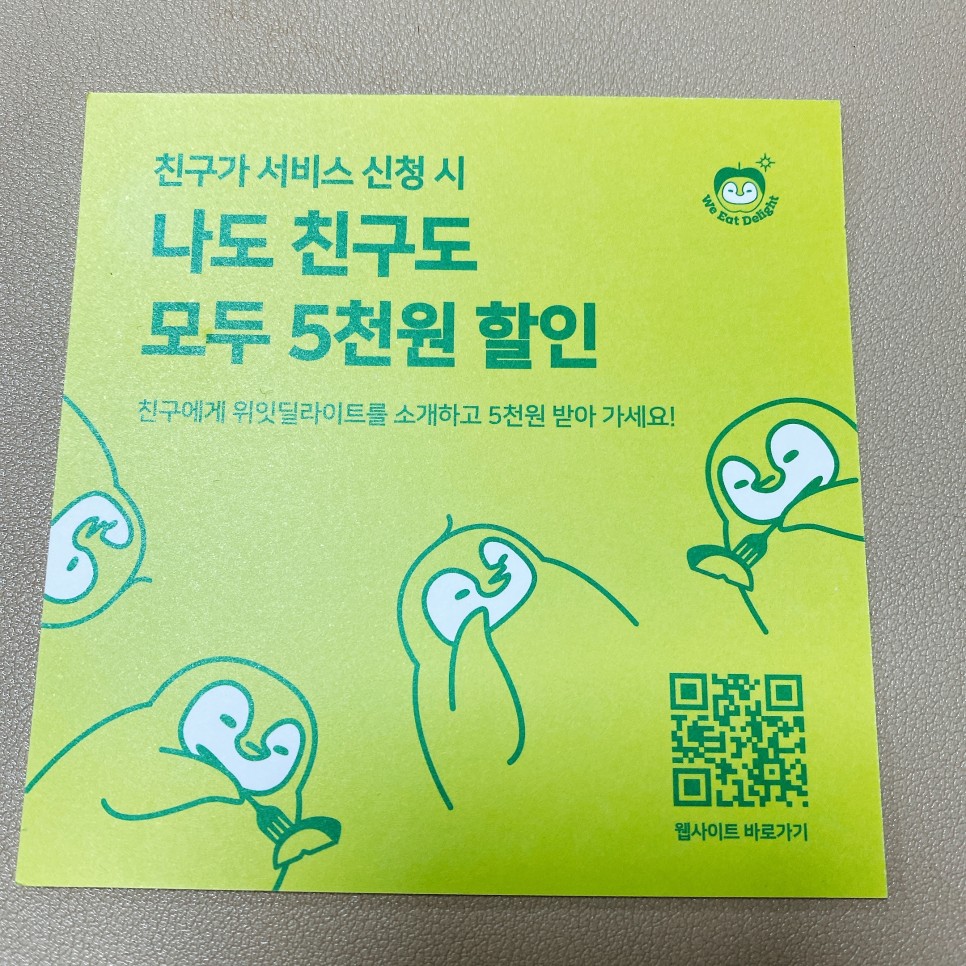 친구가 서비스 신청 시
나도 친구도
모두 5천원 할인
친구에게 위잇딜라이트를 소개하고 5천원 받아 가세요!
We Eat Delight
웹사이트 바로가기